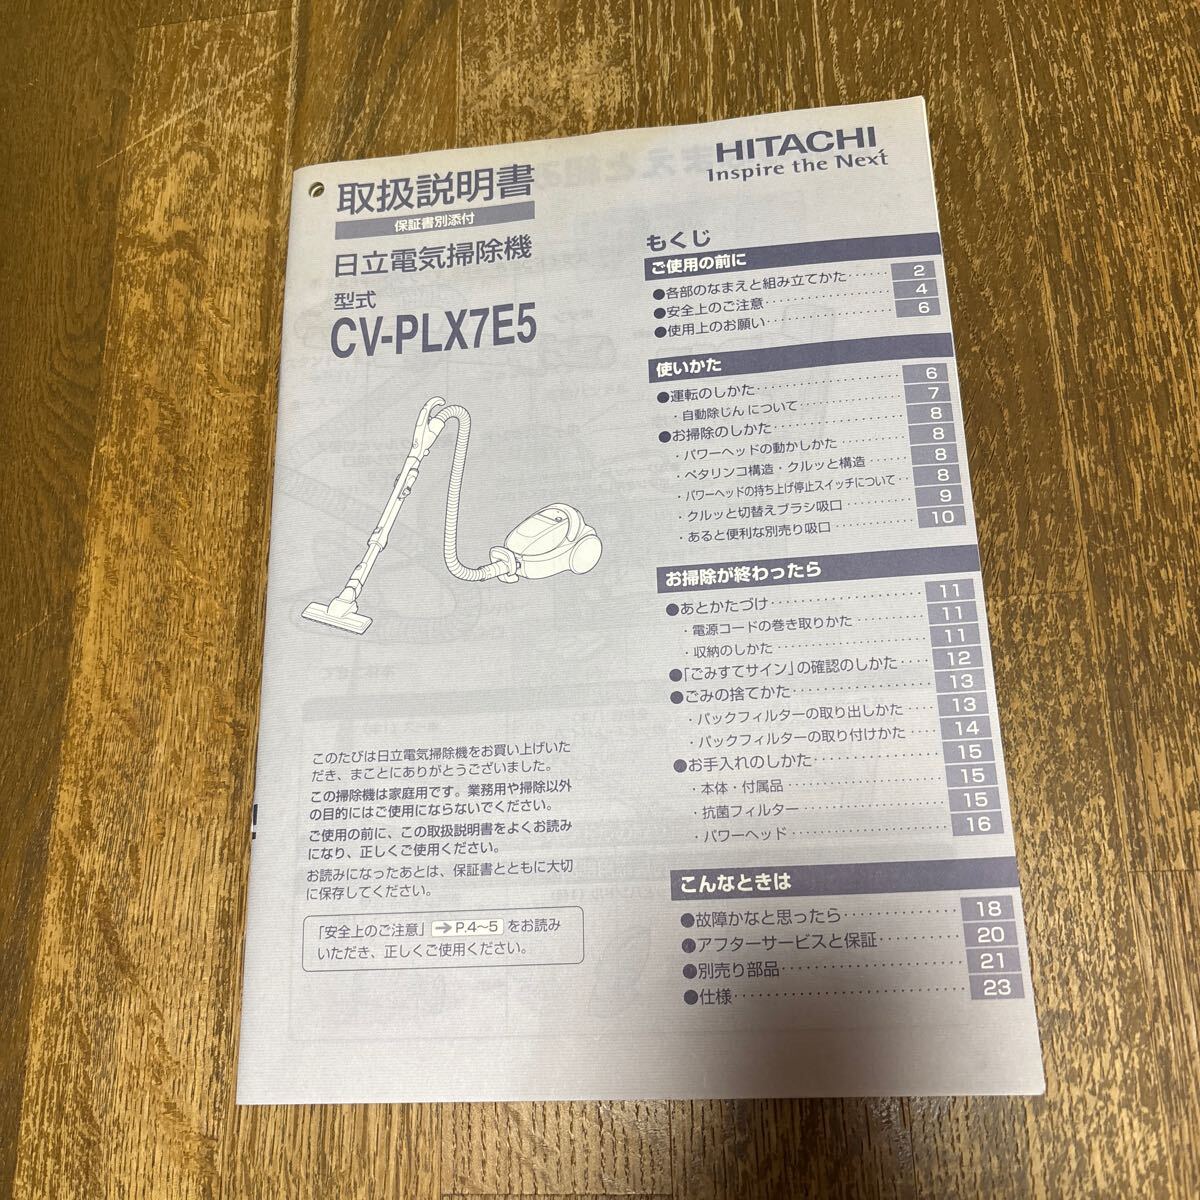 取扱説明書
保証書別添付
日立電気掃除機
型式
CV-PLX7E5
HITACHI
Inspire the Next
このたびは日立電気掃除機をお買い上げいた
だき、まことにありがとうございました。
この掃除機は家庭用です。業務用や掃除以外
の目的にはご使用にならないでください。
ご使用の前に、この取扱説明書をよくお読み
になり、正しくご使用ください。
お読みになったあとは、保証書とともに大切
に保存してください。
「安全上のご注意」→P.4~5をお読み
いただき、正しくご使用ください。
もくじ
ご使用の前に
●各部のなまえと組み立てかた‥‥‥ 2
●安全上のご注意‥‥‥‥‥‥‥‥‥ 4
●使用上のお願い‥‥‥‥‥‥‥‥‥ 6
使いかた
●運転のしかた‥‥‥‥‥‥‥‥‥‥ 6
・自動除じんについて‥‥‥‥‥‥ 7
●お掃除のしかた‥‥‥‥‥‥‥‥‥ 8
・パワーヘッドの動かしかた‥‥‥ 8
・ペタリンコ構造・クルッと構造‥‥ 8
・パワーヘッドの持ち上げ停止スイッチについて‥ 8
・クルッと切替えブラシ吸口‥‥‥ 9
・あると便利な別売り吸口‥‥‥‥ 10
お掃除が終わったら
●あとかたづけ‥‥‥‥‥‥‥‥‥‥ 11
・電源コードの巻き取りかた‥‥‥ 11
・収納のしかた‥‥‥‥‥‥‥‥‥ 11
●「ごみすてサイン」の確認のしかた‥‥ 12
●ごみの捨てかた‥‥‥‥‥‥‥‥‥ 13
・パックフィルターの取り出しかた‥‥ 13
・パックフィルターの取り付けかた‥‥ 14
●お手入れのしかた‥‥‥‥‥‥‥‥ 15
・本体・付属品‥‥‥‥‥‥‥‥‥ 15
・抗菌フィルター‥‥‥‥‥‥‥‥ 15
・パワーヘッド‥‥‥‥‥‥‥‥‥ 16
こんなときは
●故障かなと思ったら‥‥‥‥‥‥‥ 18
●アフターサービスと保証‥‥‥‥‥ 20
●別売り部品‥‥‥‥‥‥‥‥‥‥‥ 21
●仕様‥‥‥‥‥‥‥‥‥‥‥‥‥‥ 23